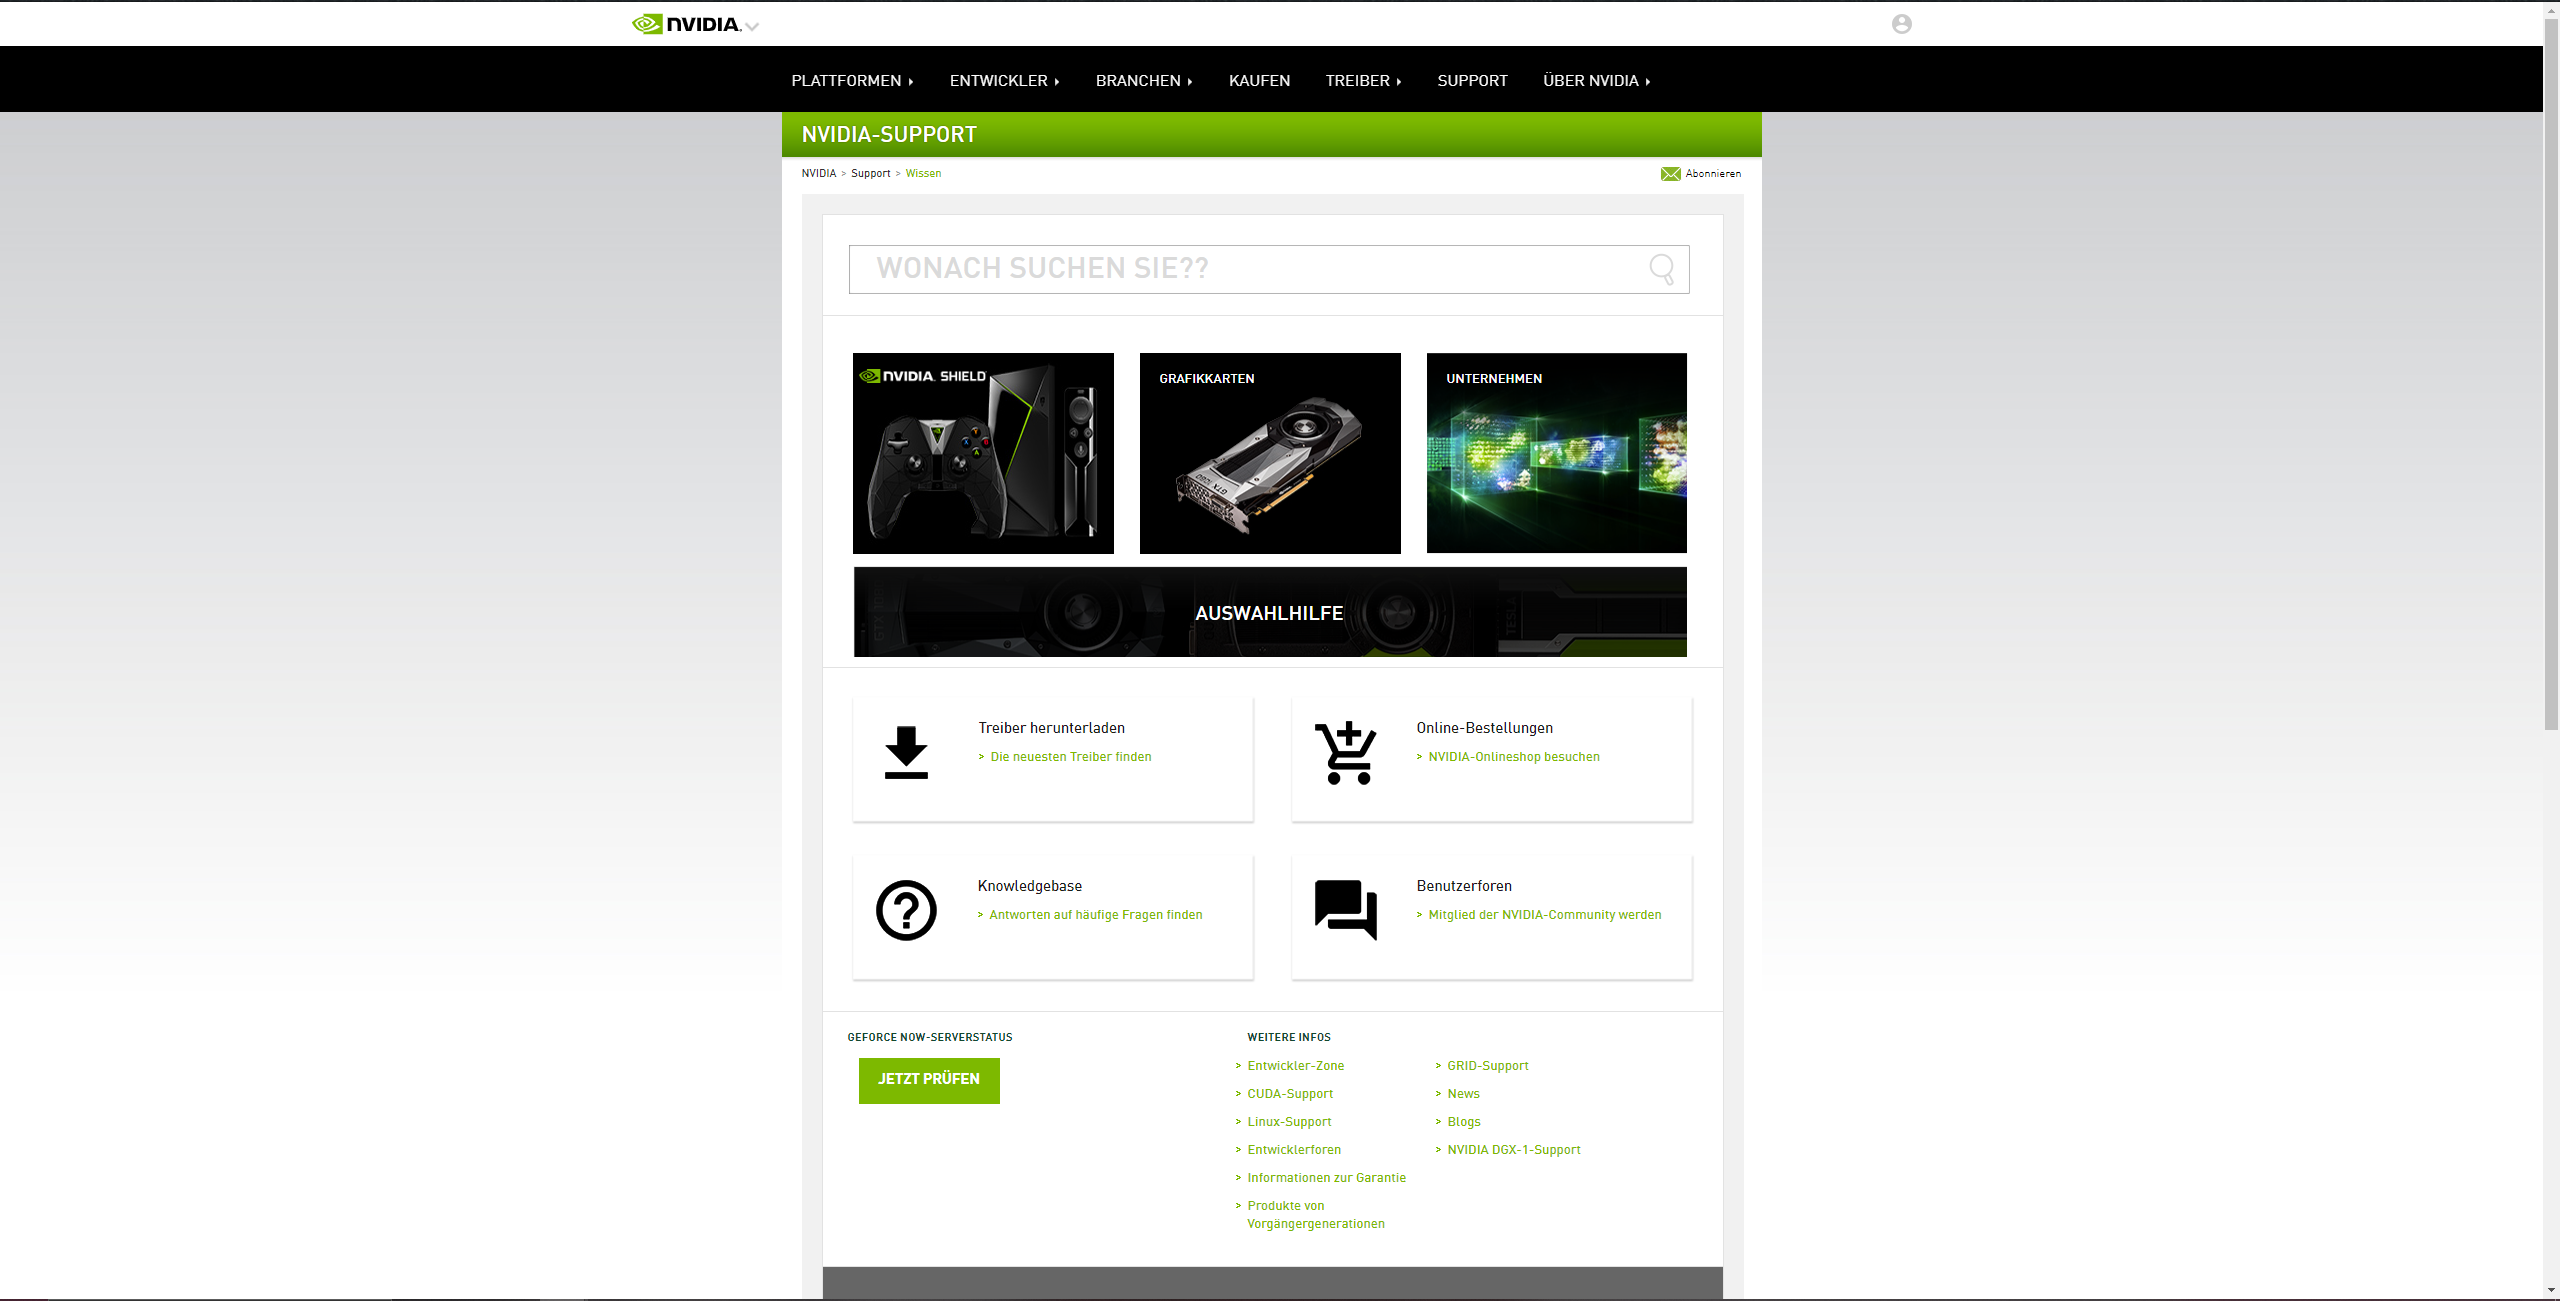 NVIDIA.
PLATTFORMEN ENTWICKLER BRANCHEN KAUFEN TREIBER SUPPORT ÜBER NVIDIA
NVIDIA-SUPPORT
NVIDIA > Support > Wissen
Abonnieren
WONACH SUCHEN SIE??
NVIDIA. SHIELD
GRAFIKKARTEN
GTX 1080
UNTERNEHMEN
AUSWAHLHILFE
TESLA
Treiber herunterladen
> Die neuesten Treiber finden
Online-Bestellungen
> NVIDIA-Onlineshop besuchen
Knowledgebase
> Antworten auf häufige Fragen finden
Benutzerforen
> Mitglied der NVIDIA-Community werden
GEFORCE NOW-SERVERSTATUS
JETZT PRÜFEN
WEITERE INFOS
> Entwickler-Zone
> CUDA-Support
> Linux-Support
> Entwicklerforen
> Informationen zur Garantie
> Produkte von
Vorgängergenerationen
> GRID-Support
> News
> Blogs
> NVIDIA DGX-1-Support